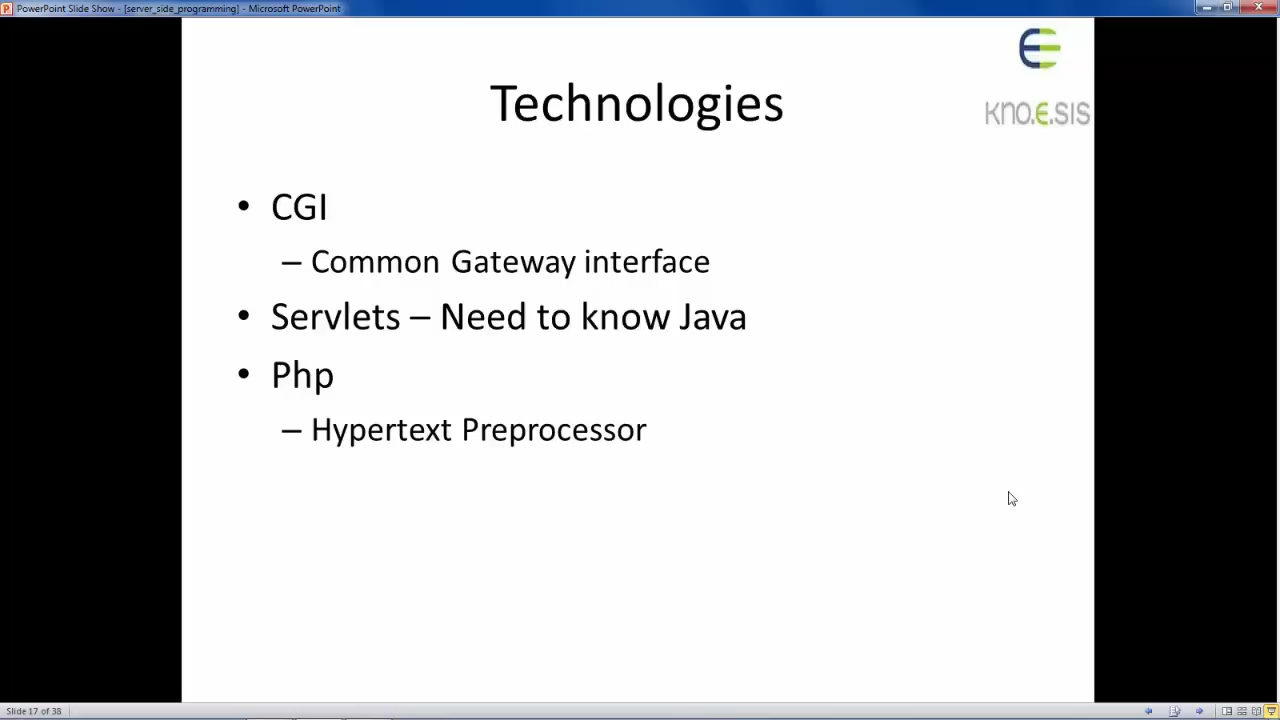 PowerPoint Slide Show - [server_side_programming] - Microsoft PowerPoint
KNO.E.SIS
Technologies
• CGI
– Common Gateway interface
• Servlets – Need to know Java
• Php
– Hypertext Preprocessor
Slide 17 of 38